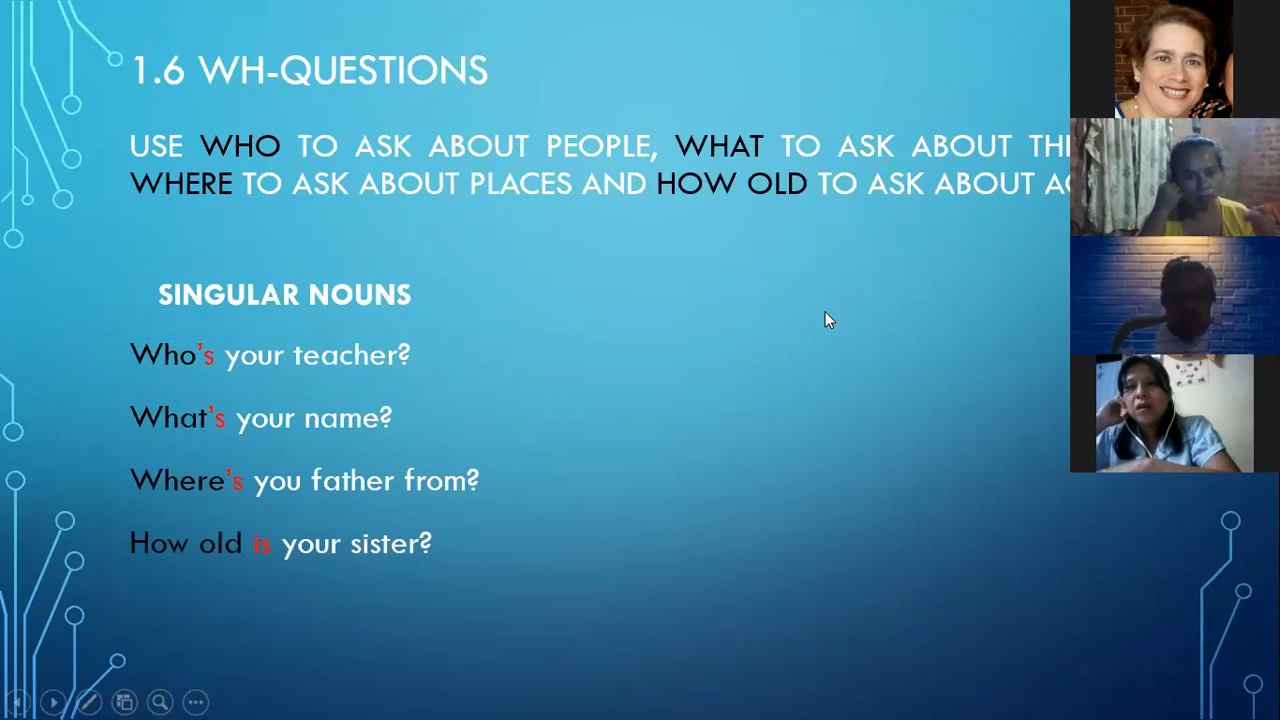 1.6 WH-QUESTIONS
USE WHO TO ASK ABOUT PEOPLE, WHAT TO ASK ABOUT
WHERE TO ASK ABOUT PLACES AND HOW OLD TO ASK ABOUT
SINGULAR NOUNS
Who's your teacher?
What's your name?
Where's you father from?
How old is your sister?